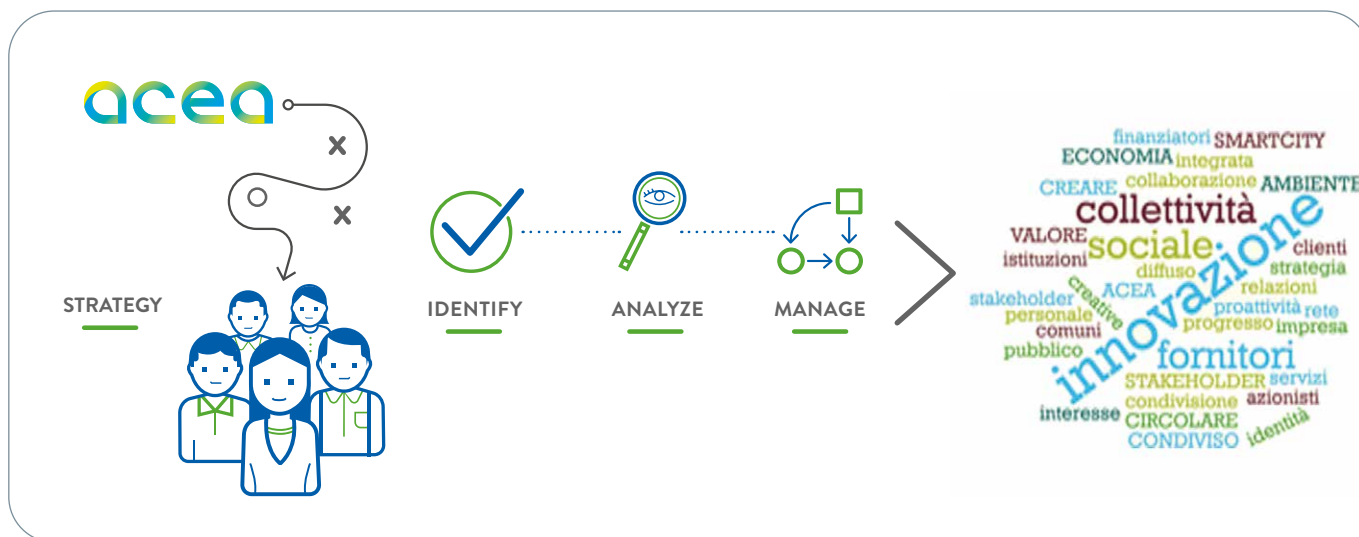 acea
STRATEGY
IDENTIFY
ANALYZE
MANAGE
finanziatori SMARTCITY
ECONOMIA integrata
CREARE collaborazione AMBIENTE
collettività
VALORE sociale clienti
istituzioni diffuso strategia
innovazione
creative ACEA relazioni
stakeholder proattività rete
personale progresso impresa
comuni
pubblico fornitori
STAKEHOLDER servizi
condivisione azionisti
interesse CIRCOLARE identità
CONDIVISO